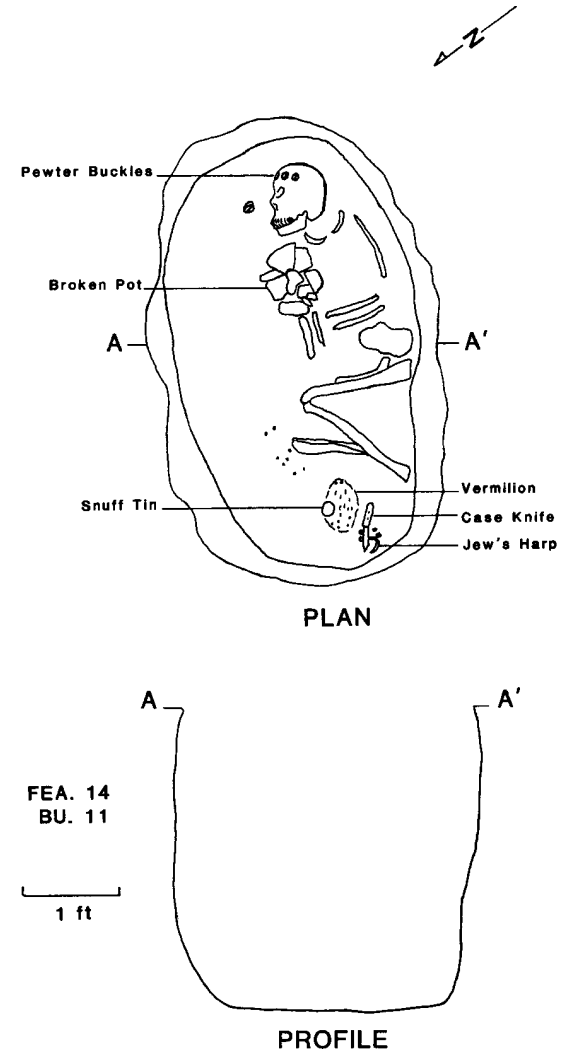 N
Pewter Buckles
Broken Pot
A
A'
Vermilion
Snuff Tin
Case Knife
Jew's Harp
PLAN
A
A'
FEA. 14
BU. 11
1 ft
PROFILE